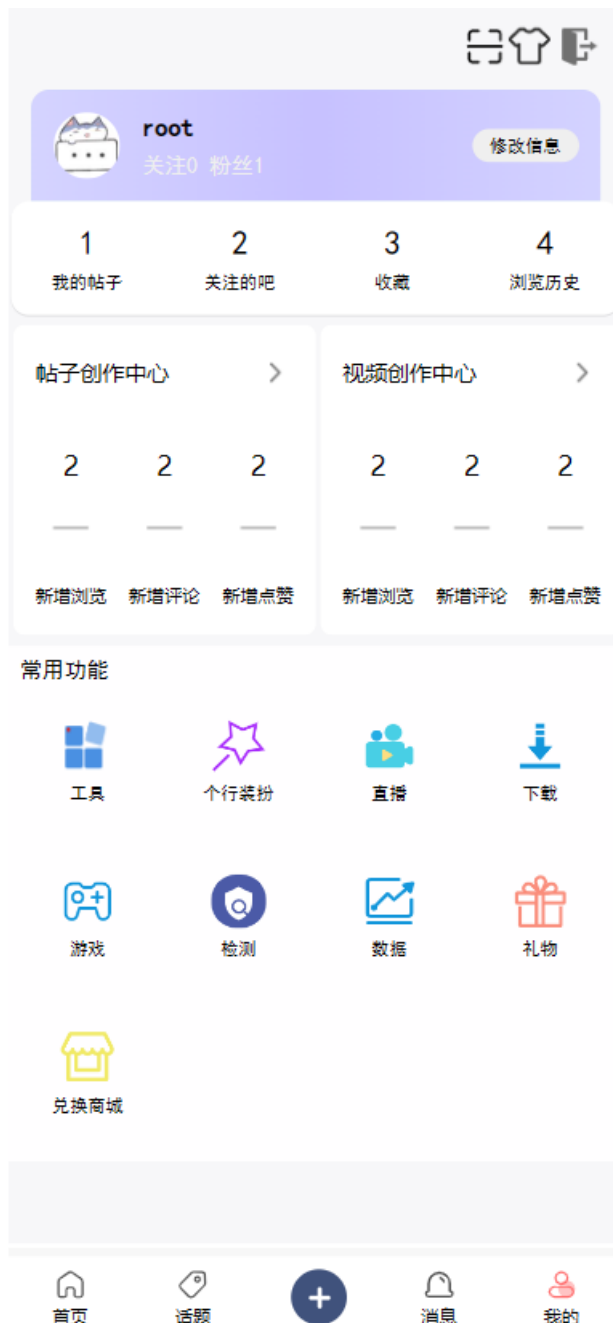 root
修改信息
关注0 粉丝1
1 2 3 4
我的帖子 关注的吧 收藏 浏览历史
帖子创作中心 视频创作中心
2 2 2 2 2 2
新增浏览 新增评论 新增点赞 新增浏览 新增评论 新增点赞
常用功能
工具 个行装扮 直播 下载
游戏 检测 数据 礼物
兑换商城
首页 话题 消息 我的